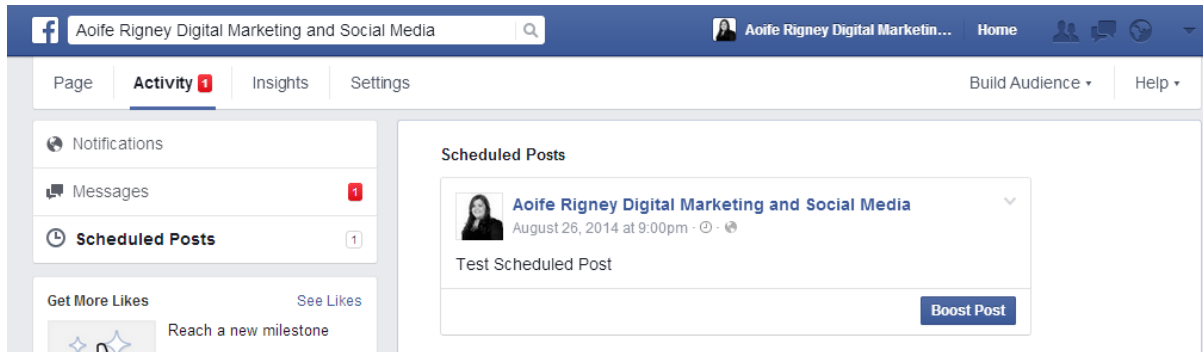 f Aoife Rigney Digital Marketing and Social Media Aoife Rigney Digital Marketin... Home
Page Activity 1 Insights Settings Build Audience Help
Notifications
Messages 1
Scheduled Posts 1
Get More Likes See Likes
Reach a new milestone
Scheduled Posts
Aoife Rigney Digital Marketing and Social Media
August 26, 2014 at 9:00pm · ·
Test Scheduled Post
Boost Post